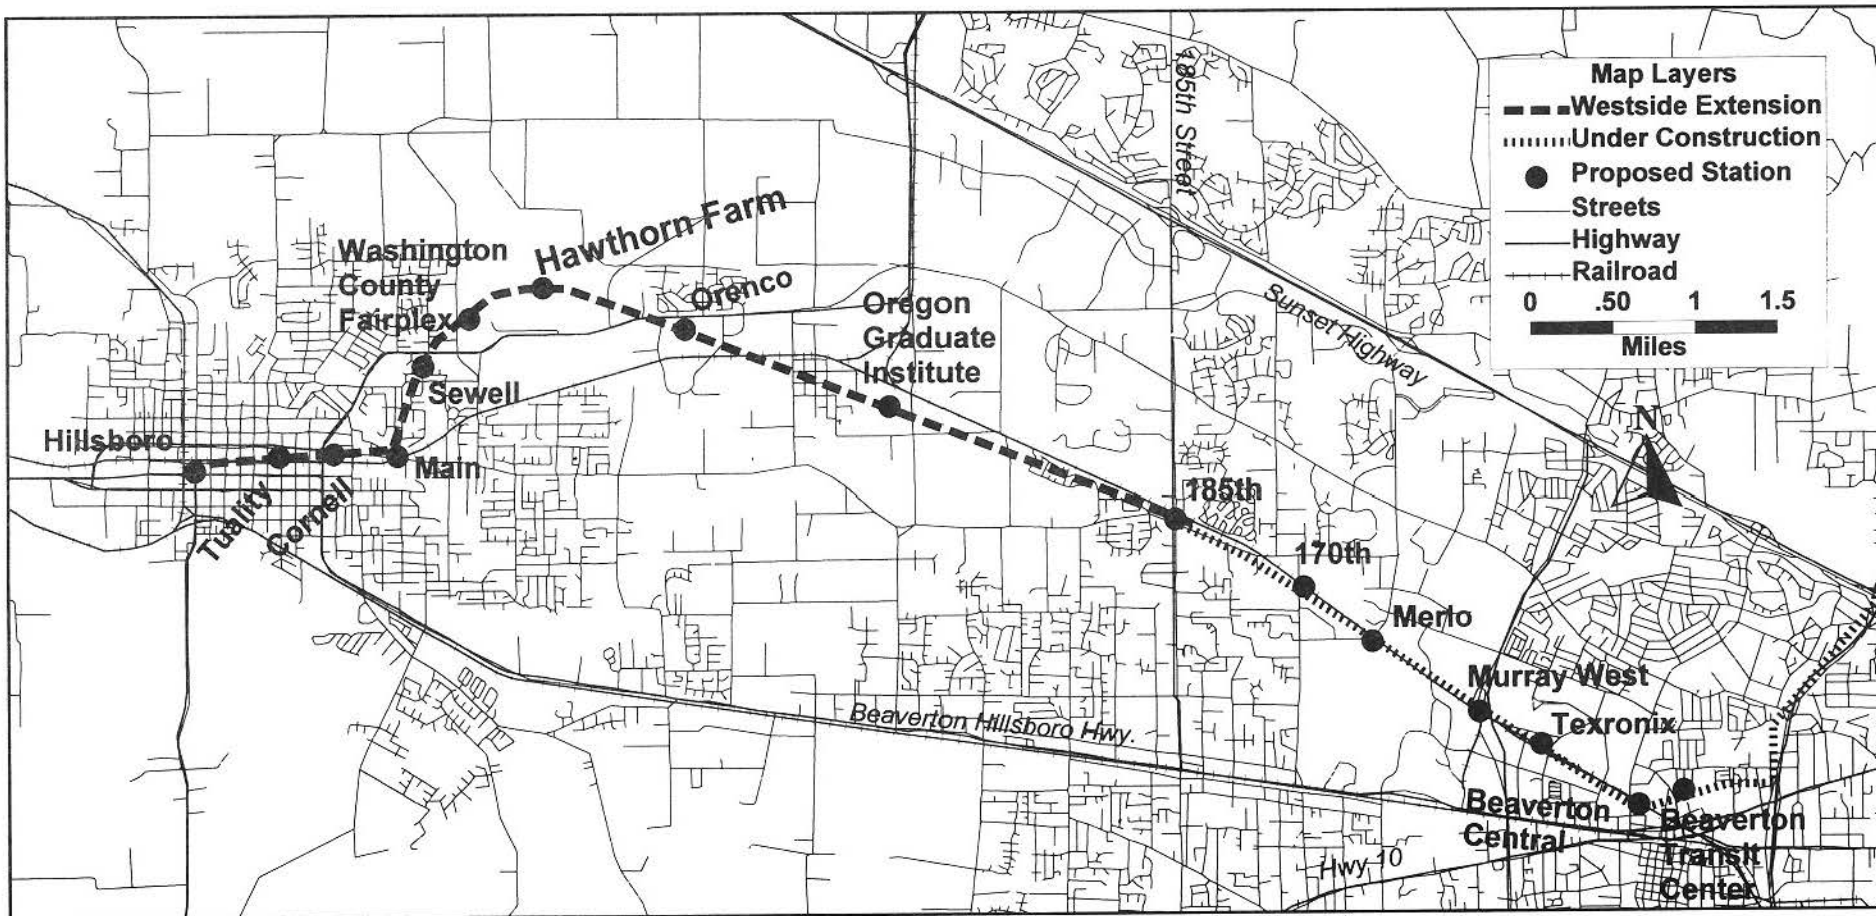 Map Layers
Westside Extension
Under Construction
Proposed Station
Streets
Highway
Railroad
0 .50 1 1.5
Miles
N
185th Street
Sunset Highway
Hawthorn Farm
Washington
County
Fairplex
Orenco
Oregon
Graduate
Institute
Sewell
Hillsboro
Main
Tuality
Cornell
185th
170th
Merlo
Murray West
Texronix
Beaverton Hillsboro Hwy.
Beaverton
Central
Beaverton
Transit
Center
Hwy 10